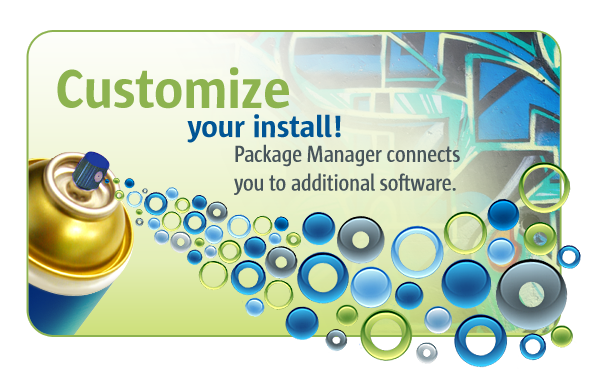 Customize
your install!
Package Manager connects
you to additional software.